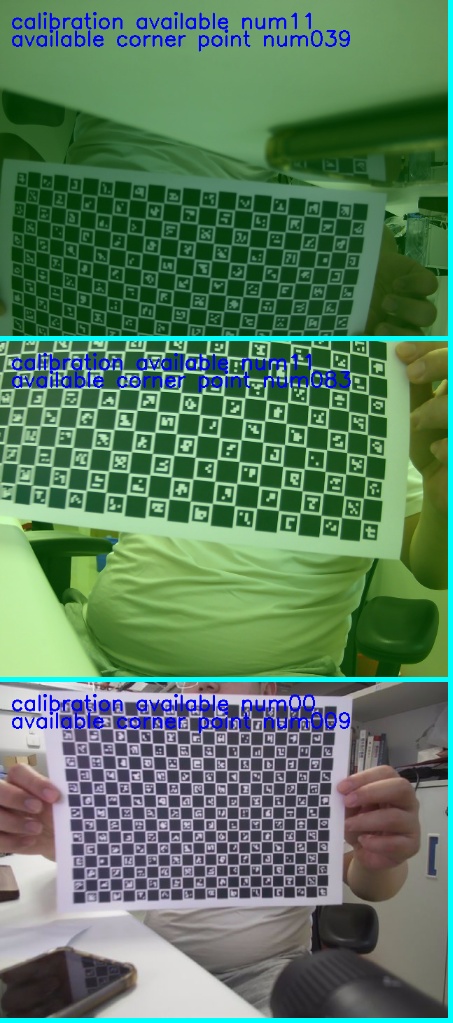 calibration available num11
available corner point num039
calibration available num11
available corner point num083
calibration available num00
available corner point num009